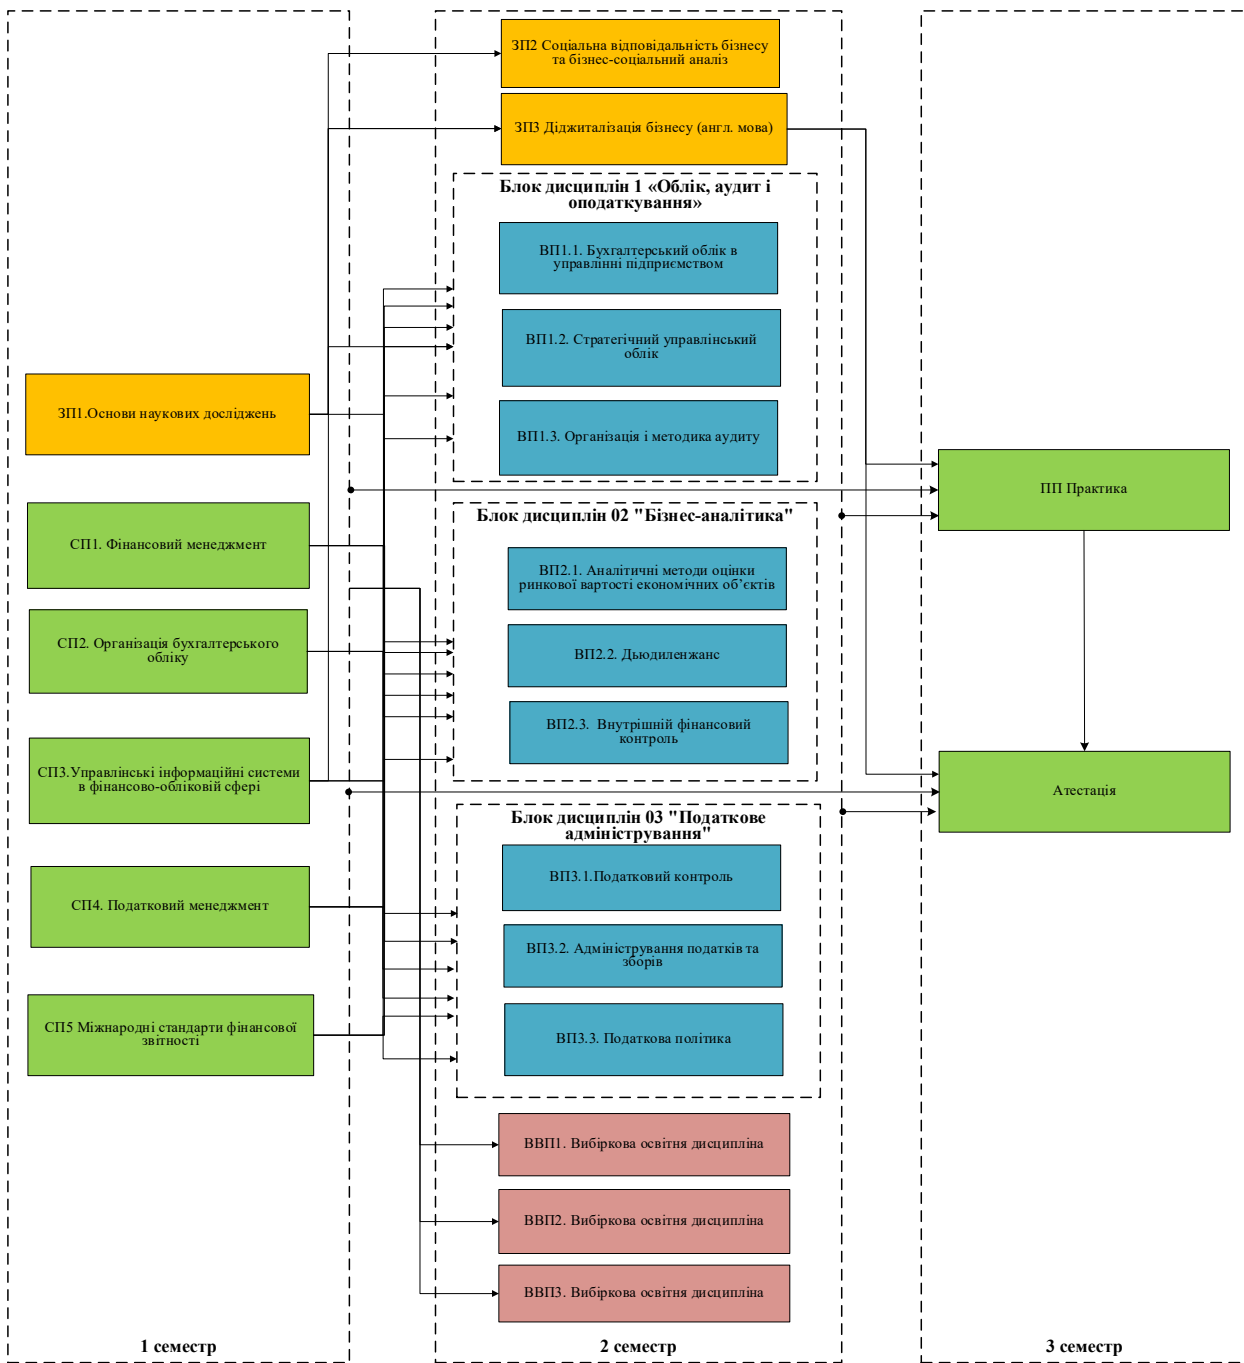 ЗП1.Основи наукових досліджень
СП1. Фінансовий менеджмент
СП2. Організація бухгалтерського
обліку
СП3.Управлінські інформаційні системи
в фінансово-обліковій сфері
СП4. Податковий менеджмент
СП5 Міжнародні стандарти фінансової
звітності
1 семестр
ЗП2 Соціальна відповідальність бізнесу
та бізнес-соціальний аналіз
ЗП3 Діджиталізація бізнесу (англ. мова)
Блок дисциплін 1 «Облік, аудит і
оподаткування»
ВП1.1. Бухгалтерський облік в
управлінні підприємством
ВП1.2. Стратегічний управлінський
облік
ВП1.3. Організація і методика аудиту
Блок дисциплін 02 "Бізнес-аналітика"
ВП2.1. Аналітичні методи оцінки
ринкової вартості економічних об’єктів
ВП2.2. Дьюдиленжанс
ВП2.3. Внутрішній фінансовий
контроль
Блок дисциплін 03 "Податкове
адміністрування"
ВП3.1.Податковий контроль
ВП3.2. Адміністрування податків та
зборів
ВП3.3. Податкова політика
ВВП1. Вибіркова освітня дисципліна
ВВП2. Вибіркова освітня дисципліна
ВВП3. Вибіркова освітня дисципліна
2 семестр
ПП Практика
Атестація
3 семестр